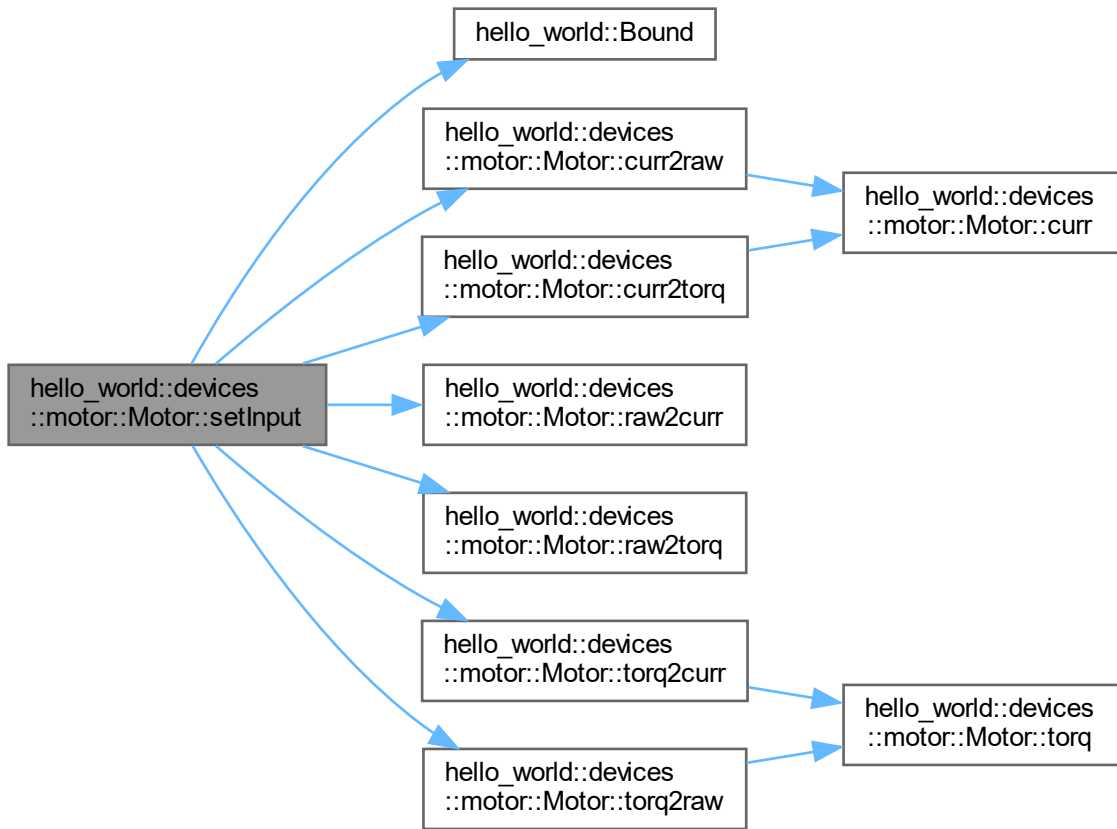 hello_world::Bound
hello_world::devices
::motor::Motor::curr2raw
hello_world::devices
::motor::Motor::curr
hello_world::devices
::motor::Motor::curr2torq
hello_world::devices
::motor::Motor::setInput
hello_world::devices
::motor::Motor::raw2curr
hello_world::devices
::motor::Motor::raw2torq
hello_world::devices
::motor::Motor::torq2curr
hello_world::devices
::motor::Motor::torq
hello_world::devices
::motor::Motor::torq2raw